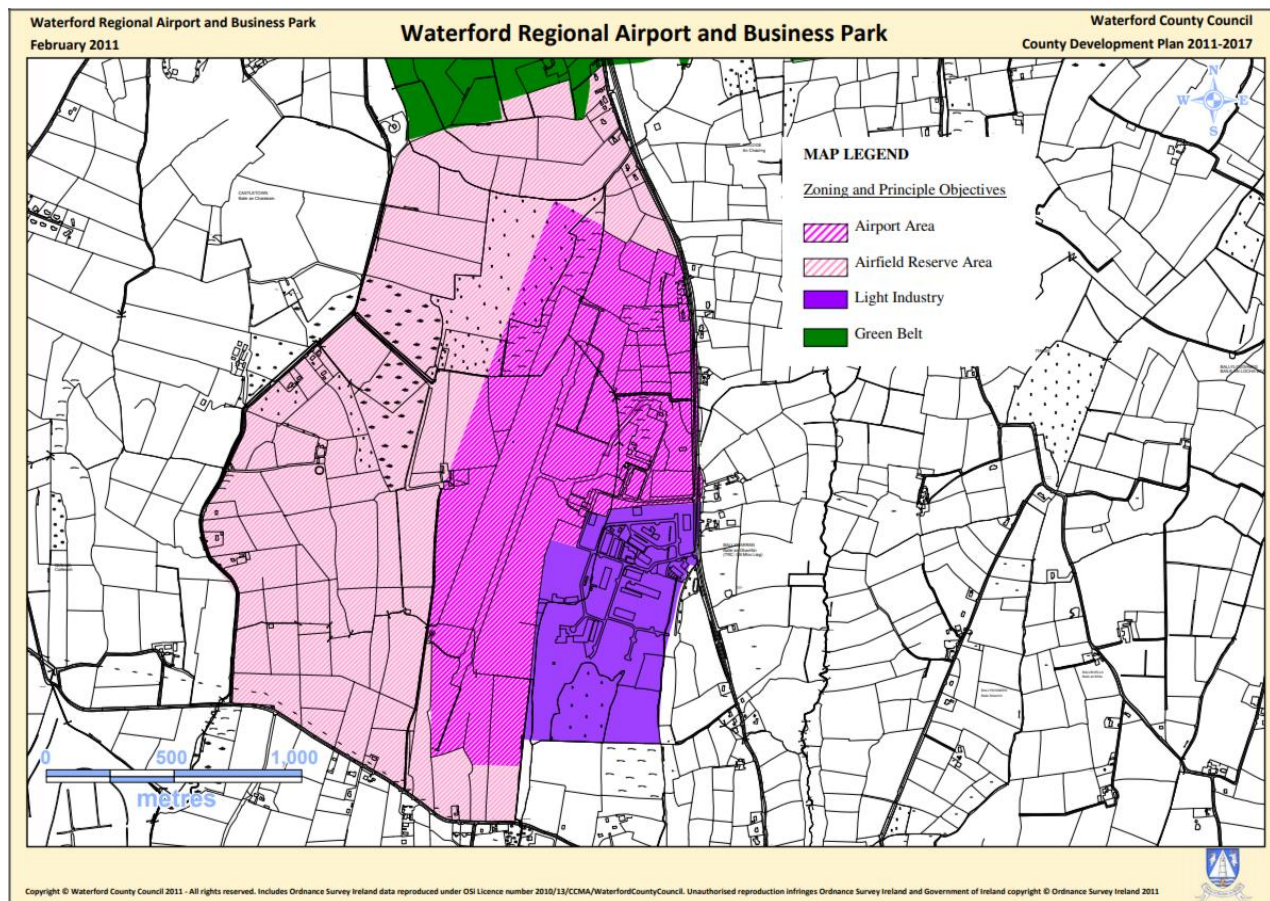 Waterford Regional Airport and Business Park
February 2011
Waterford Regional Airport and Business Park
Waterford County Council
County Development Plan 2011-2017
N
W E
S
MAP LEGEND
Zoning and Principle Objectives
Airport Area
Airfield Reserve Area
Light Industry
Green Belt
0 500 1,000
metres
Copyright © Waterford County Council 2011 - All rights reserved. Includes Ordnance Survey Ireland data reproduced under OSI Licence number 2010/13/CCMA/WaterfordCountyCouncil. Unauthorised reproduction infringes Ordnance Survey Ireland and Government of Ireland copyright © Ordnance Survey Ireland 2011